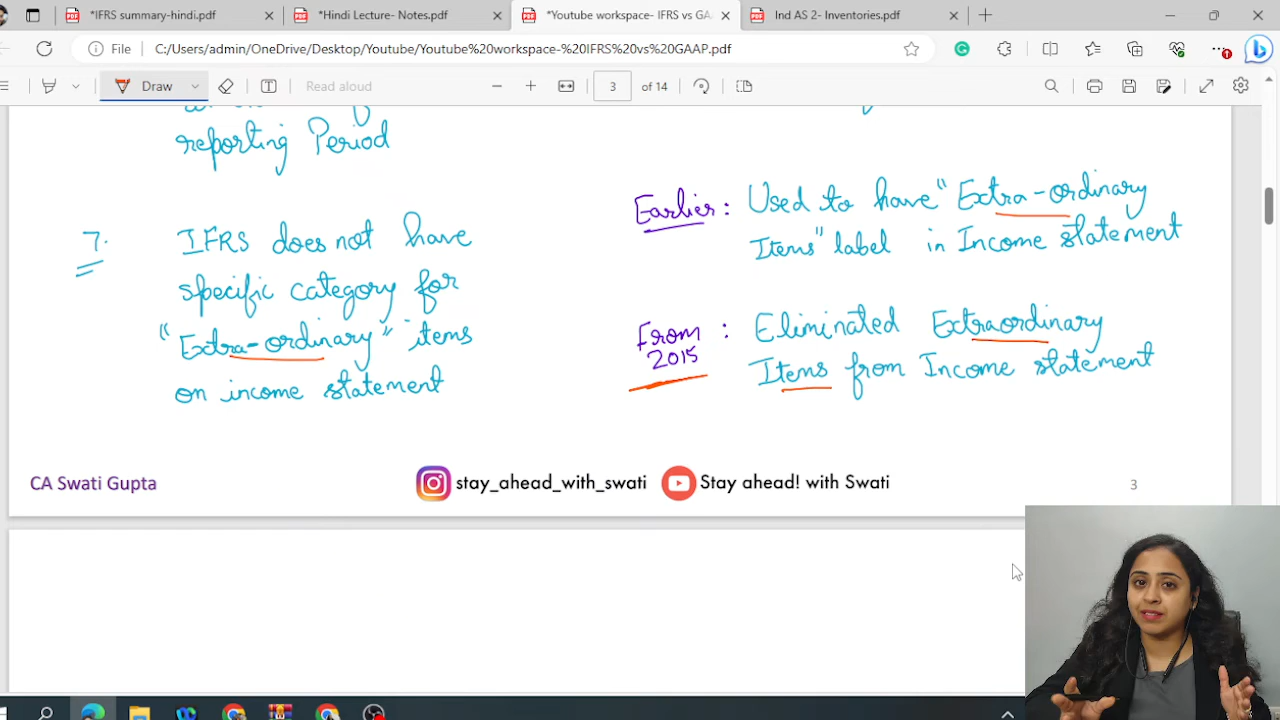 *IFRS summary-hindi.pdf
*Hindi Lecture- Notes.pdf
*Youtube workspace- IFRS vs GAA
Ind AS 2- Inventories.pdf
File
C:/Users/admin/OneDrive/Desktop/Youtube/Youtube%20workspace-%20IFRS%20vs%20GAAP.pdf
Draw
Read aloud
3
of 14
reporting Period
7.
IFRS does not have
specific category for
"Extra-ordinary" items
on income statement
Earlier: Used to have "Extra-ordinary
Items" label in Income statement
From : Eliminated Extraordinary
2015 Items from Income statement
CA Swati Gupta
stay_ahead_with_swati
Stay ahead! with Swati
3